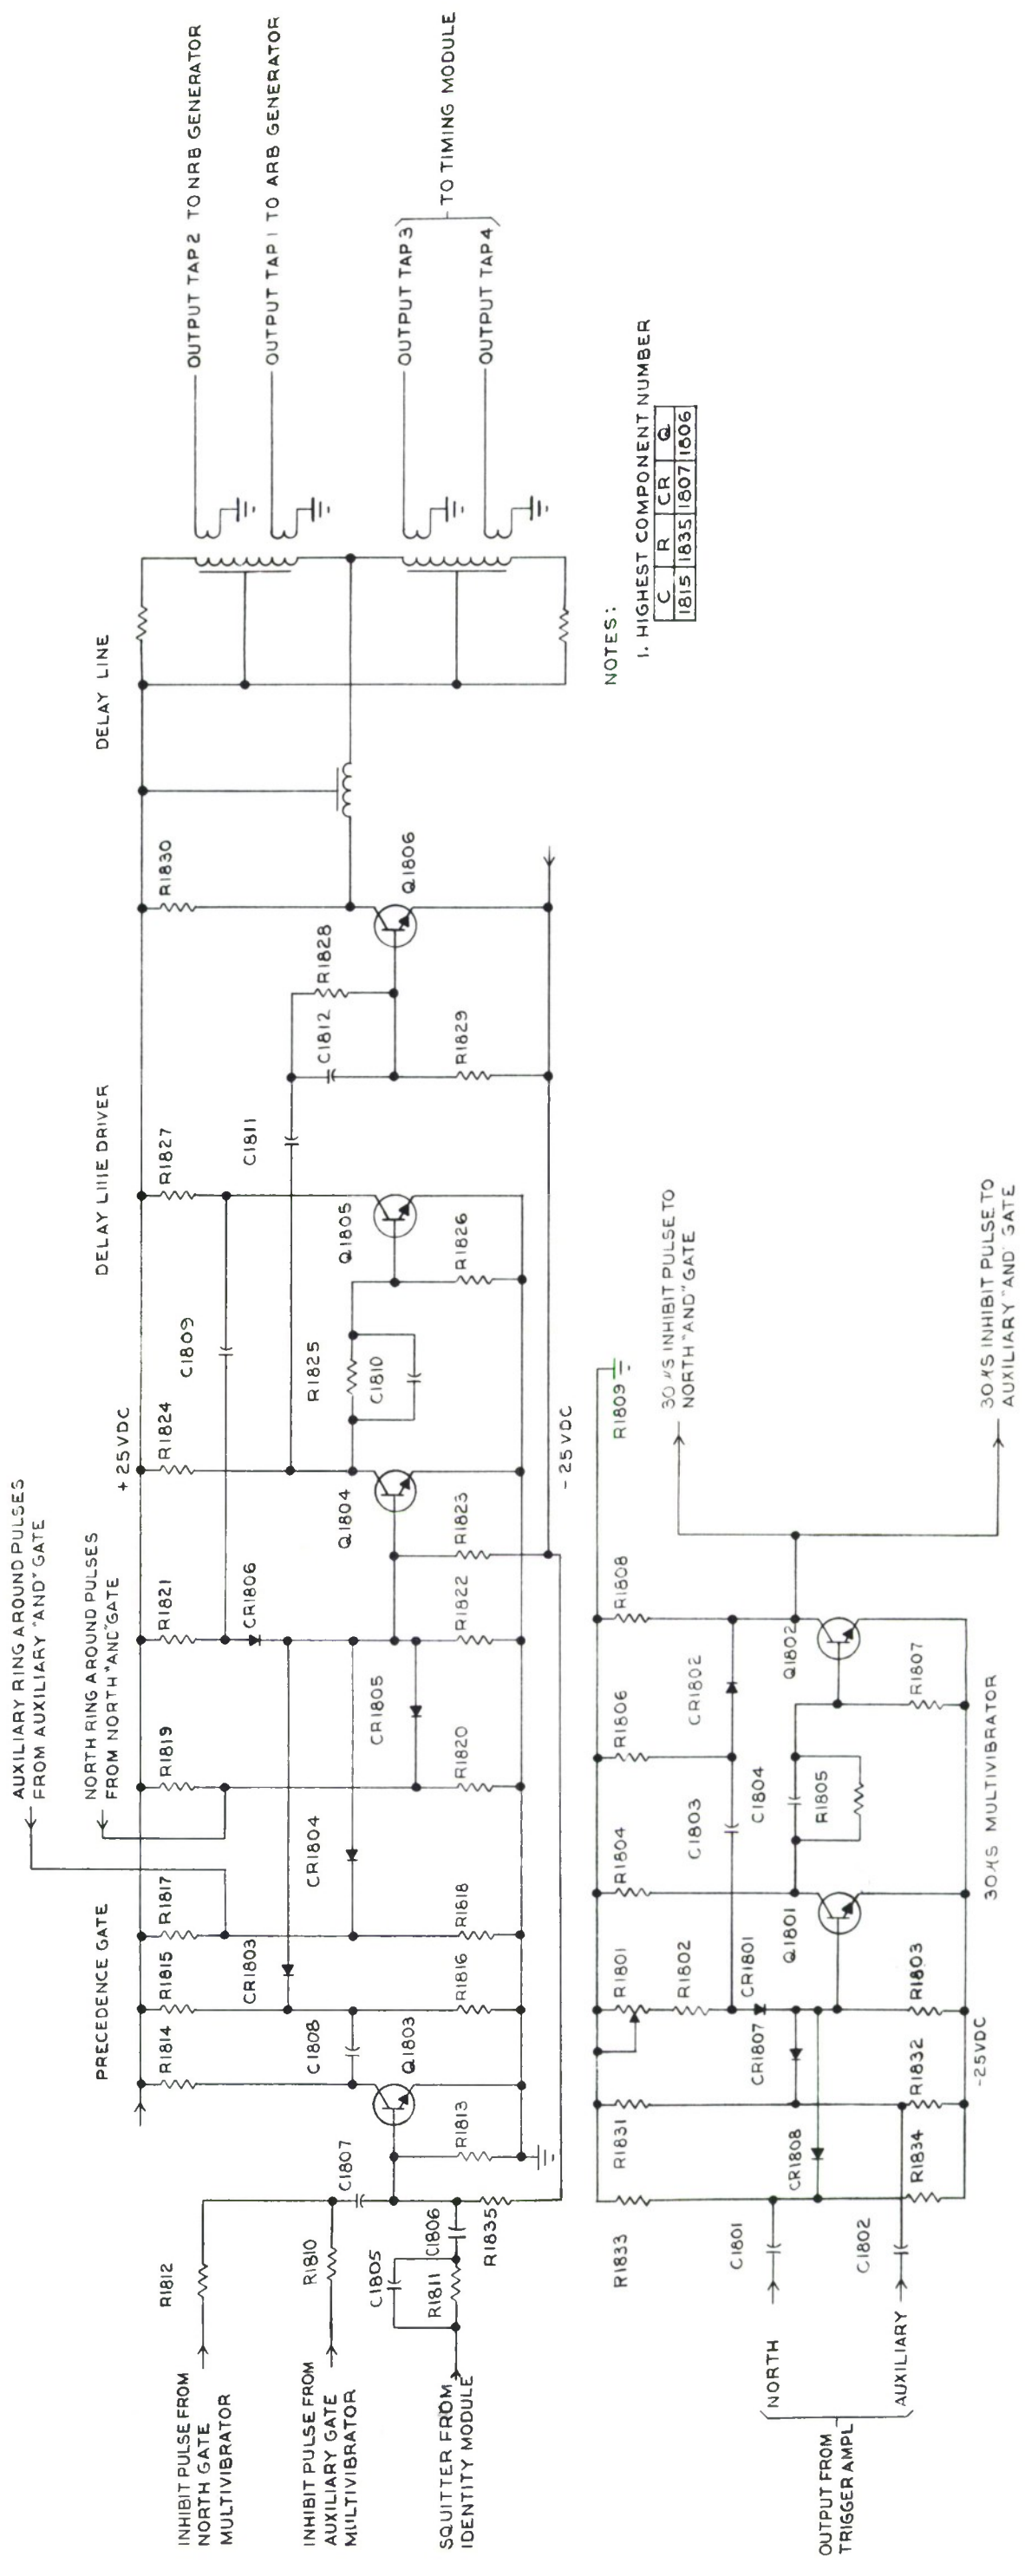 AUXILIARY RING AROUND PULSES
FROM AUXILIARY "AND" GATE
NORTH RING AROUND PULSES
FROM NORTH "AND" GATE
PRECEDENCE GATE
+25VDC
DELAY LINE DRIVER
DELAY LINE
R1814
R1815
R1817
R1819
R1821
R1824
R1827
R1830
C1809
C1811
CR1803
CR1804
CR1805
CR1806
C1808
Q1803
Q1804
Q1805
Q1806
R1825
C1810
C1812
R1828
R1813
R1816
R1818
R1820
R1822
R1823
R1826
R1829
-25VDC
R1812
INHIBIT PULSE FROM
NORTH GATE
MULTIVIBRATOR
R1810
C1807
INHIBIT PULSE FROM
AUXILIARY GATE
MULTIVIBRATOR
C1805
R1811
C1806
R1835
SQUITTER FROM
IDENTITY MODULE
OUTPUT TAP 2 TO NRB GENERATOR
OUTPUT TAP 1 TO ARB GENERATOR
OUTPUT TAP 3
OUTPUT TAP 4
TO TIMING MODULE
NOTES:
1. HIGHEST COMPONENT NUMBER
C R CR Q
1815 1835 1807 1806
R1833
R1831
R1801
R1804
R1806
R1808
R1809
R1802
C1803
CR1802
C1801
CR1808
CR1807
CR1801
C1804
Q1801
R1805
Q1802
C1802
R1834
R1832
R1803
R1807
-25VDC
30µS MULTIVIBRATOR
OUTPUT FROM
TRIGGER AMPL
NORTH
AUXILIARY
30µS INHIBIT PULSE TO
NORTH "AND" GATE
30µS INHIBIT PULSE TO
AUXILIARY "AND" GATE